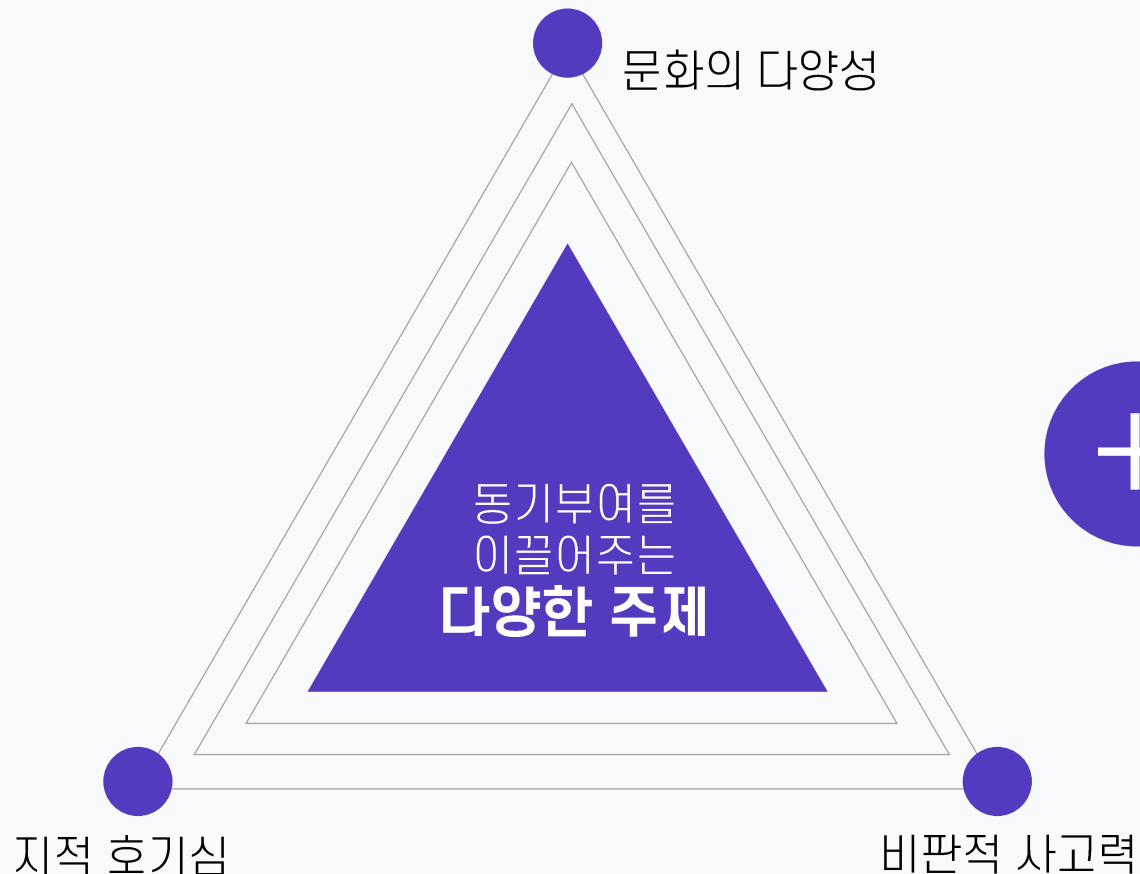 문화의 다양성
동기부여를
이끌어주는
다양한 주제
지적 호기심
비판적 사고력